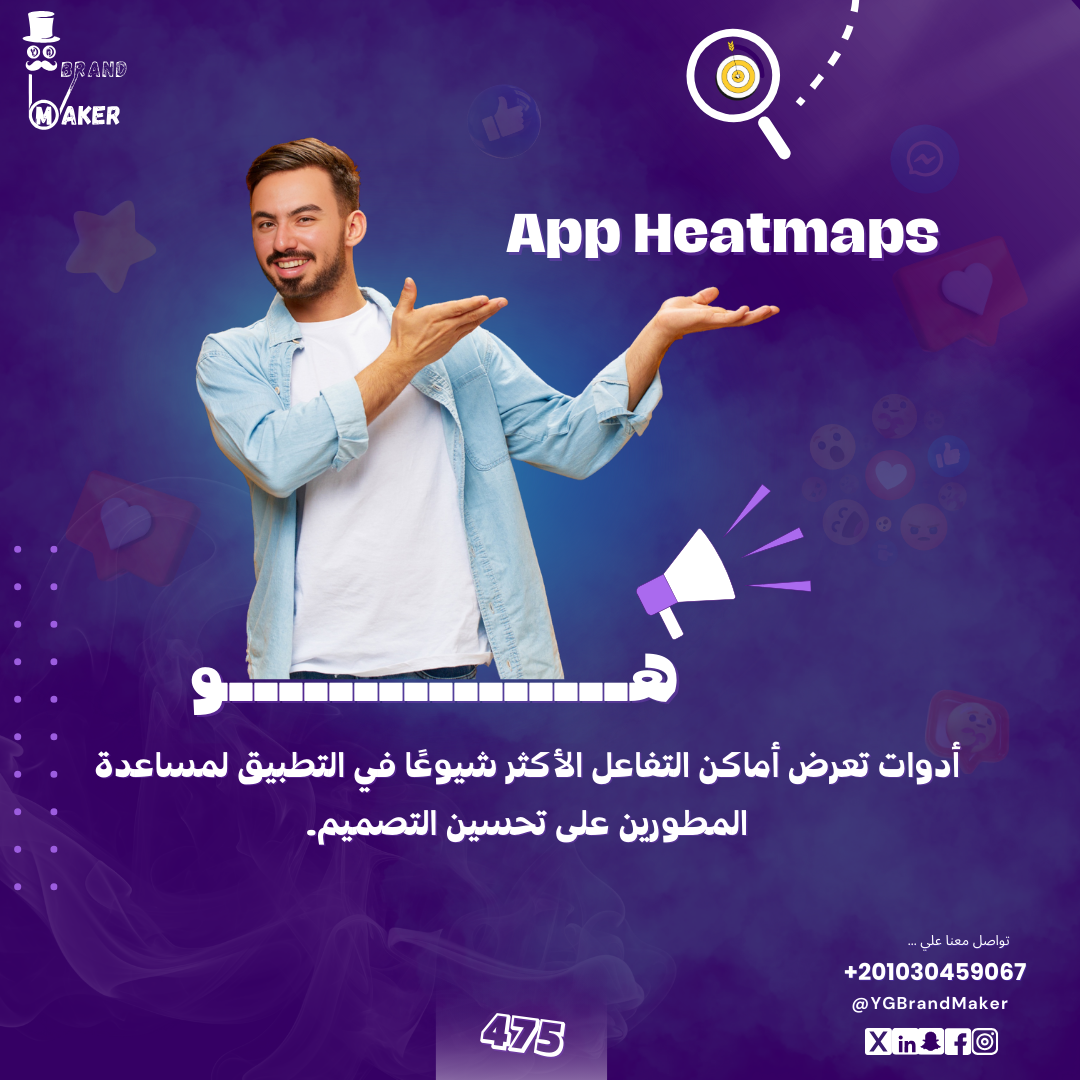 BRAND
MAKER
App Heatmaps
هـــــــــــــــــو
أدوات تعرض أماكن التفاعل الأكثر شيوعًا في التطبيق لمساعدة
المطورين على تحسين التصميم.
تواصل معنا علي ...
+201030459067
@YGBrandMaker
475